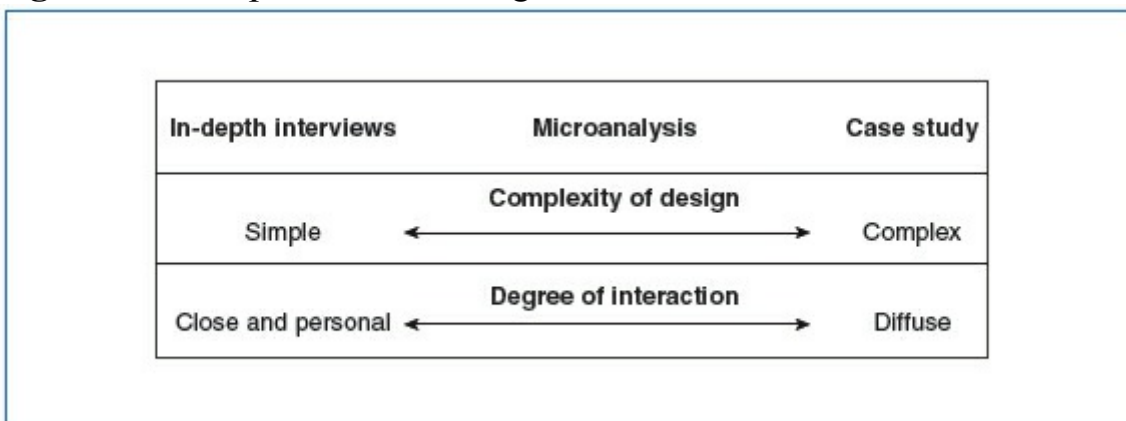 In-depth interviews Microanalysis Case study
Complexity of design
Simple Complex
Degree of interaction
Close and personal Diffuse